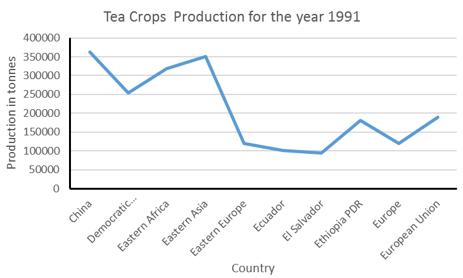 Tea Crops Production for the year 1991
Production in tonnes
400000
350000
300000
250000
200000
150000
100000
50000
0
China
Democratic...
Eastern Africa
Eastern Asia
Eastern Europe
Ecuador
El Salvador
Ethiopia PDR
Europe
European Union
Country